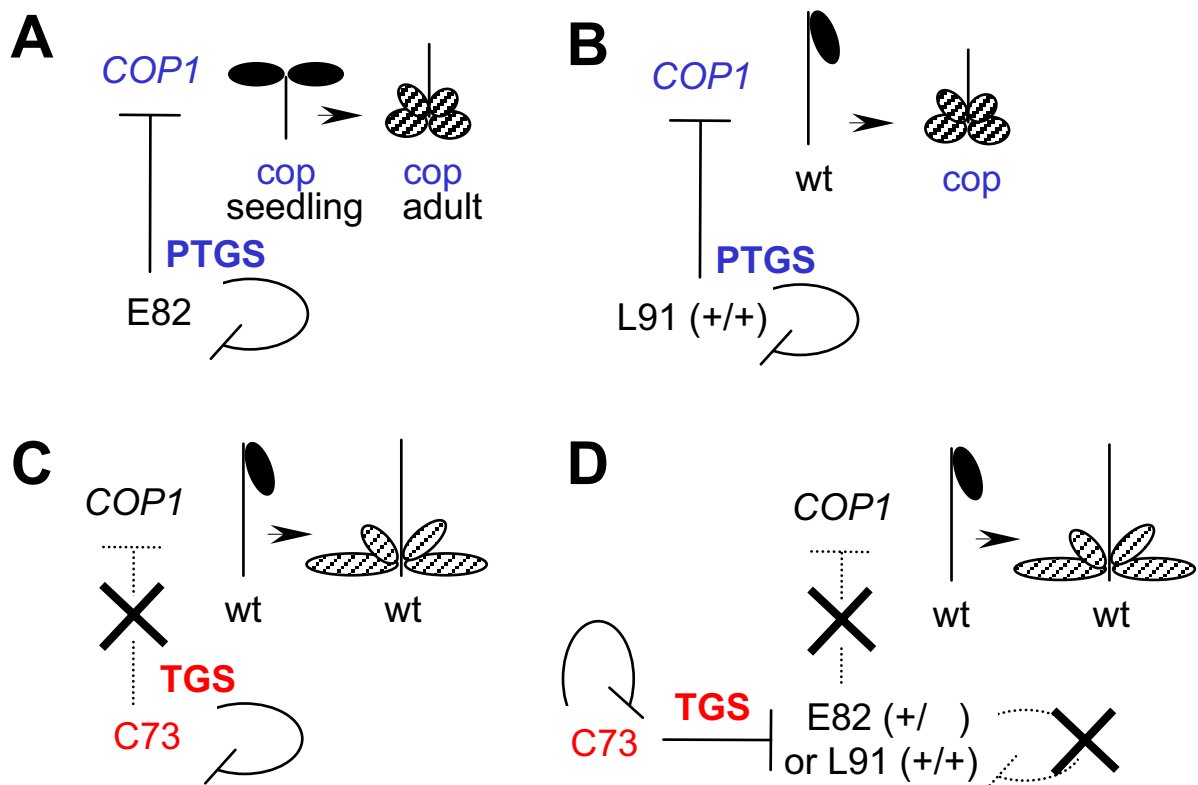 A
COP1
cop
seedling
cop
adult
PTGS
E82
B
COP1
wt
cop
PTGS
L91 (+/+)
C
COP1
wt
wt
TGS
C73
D
COP1
wt
wt
TGS
C73
E82 (+/ )
or L91 (+/+)